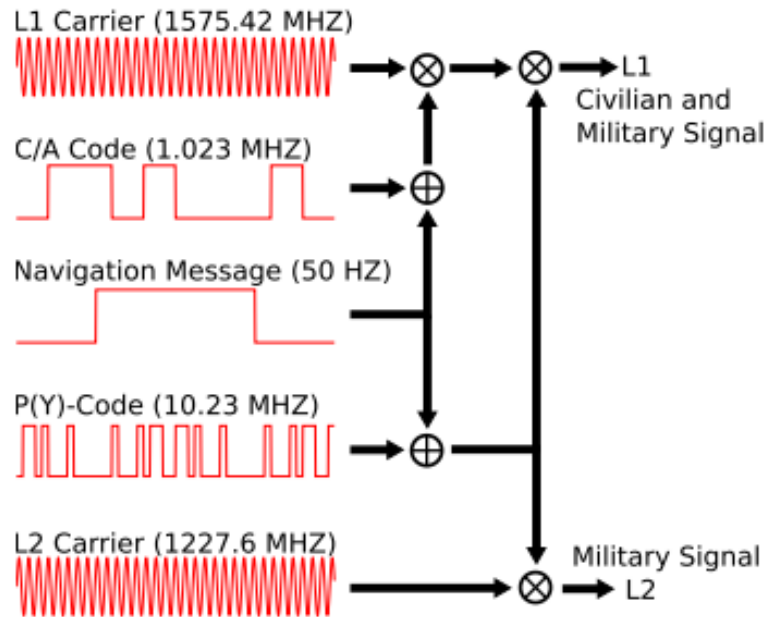 L1 Carrier (1575.42 MHZ)
L1
Civilian and
Military Signal
C/A Code (1.023 MHZ)
Navigation Message (50 HZ)
P(Y)-Code (10.23 MHZ)
L2 Carrier (1227.6 MHZ)
Military Signal
L2